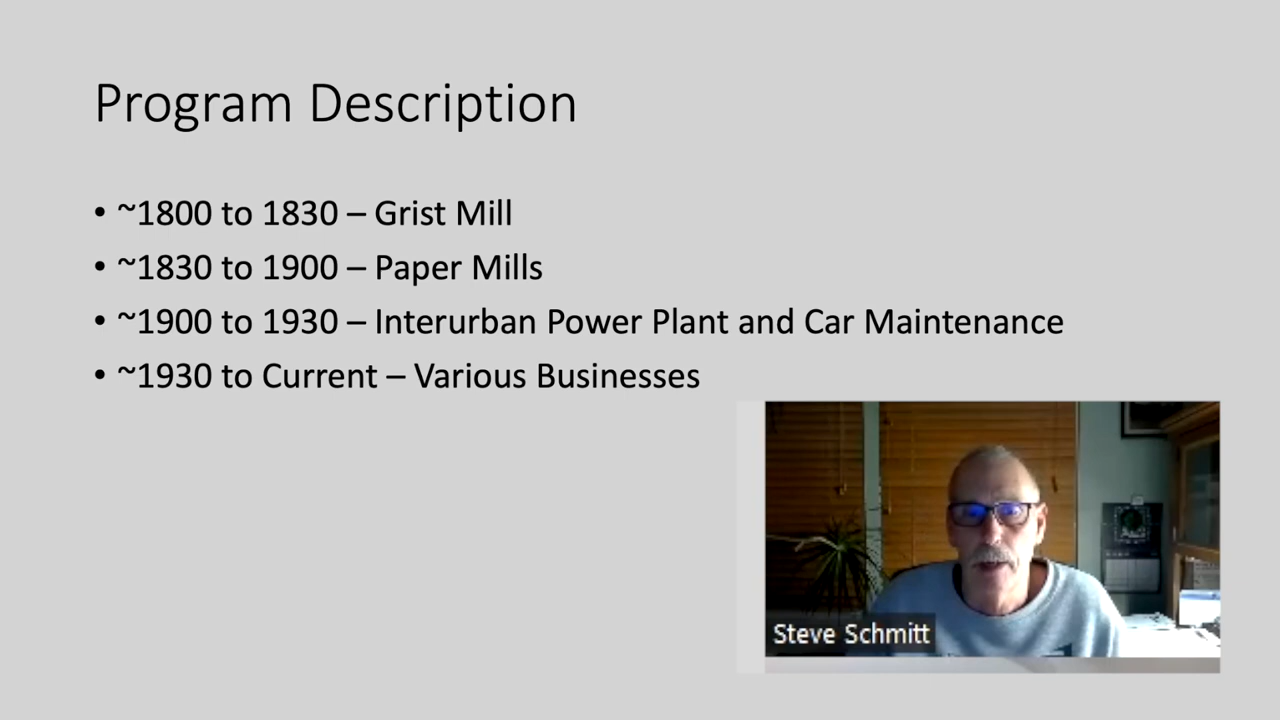 Program Description
• ~1800 to 1830 – Grist Mill
• ~1830 to 1900 – Paper Mills
• ~1900 to 1930 – Interurban Power Plant and Car Maintenance
• ~1930 to Current – Various Businesses
Steve Schmitt